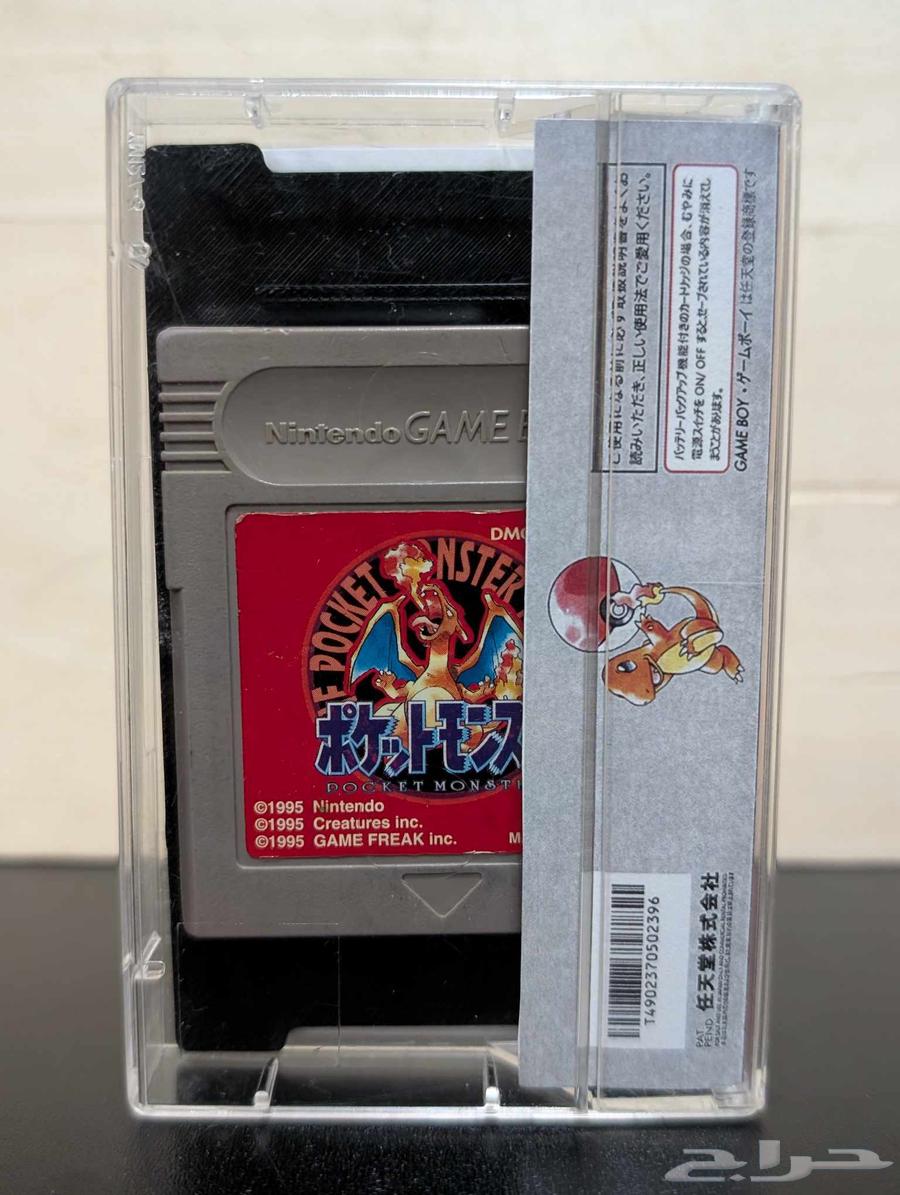 Nintendo GAME
DMG
POCKET MONSTER
ポケットモンス
POCKET MONST
©1995 Nintendo
©1995 Creatures inc.
©1995 GAME FREAK inc.
M
読みいただき、正しい使用法でご愛用ください。
バッテリーバックアップ機能付きのカートリッジの場合、むやみに
電源スイッチを ON/OFF するとセーブされている内容が消えてし
まうことがあります。
GAME BOY・ゲームボーイ は任天堂の登録商標です
T4902370502396
PAT.
PEND
任天堂株式会社
حراج